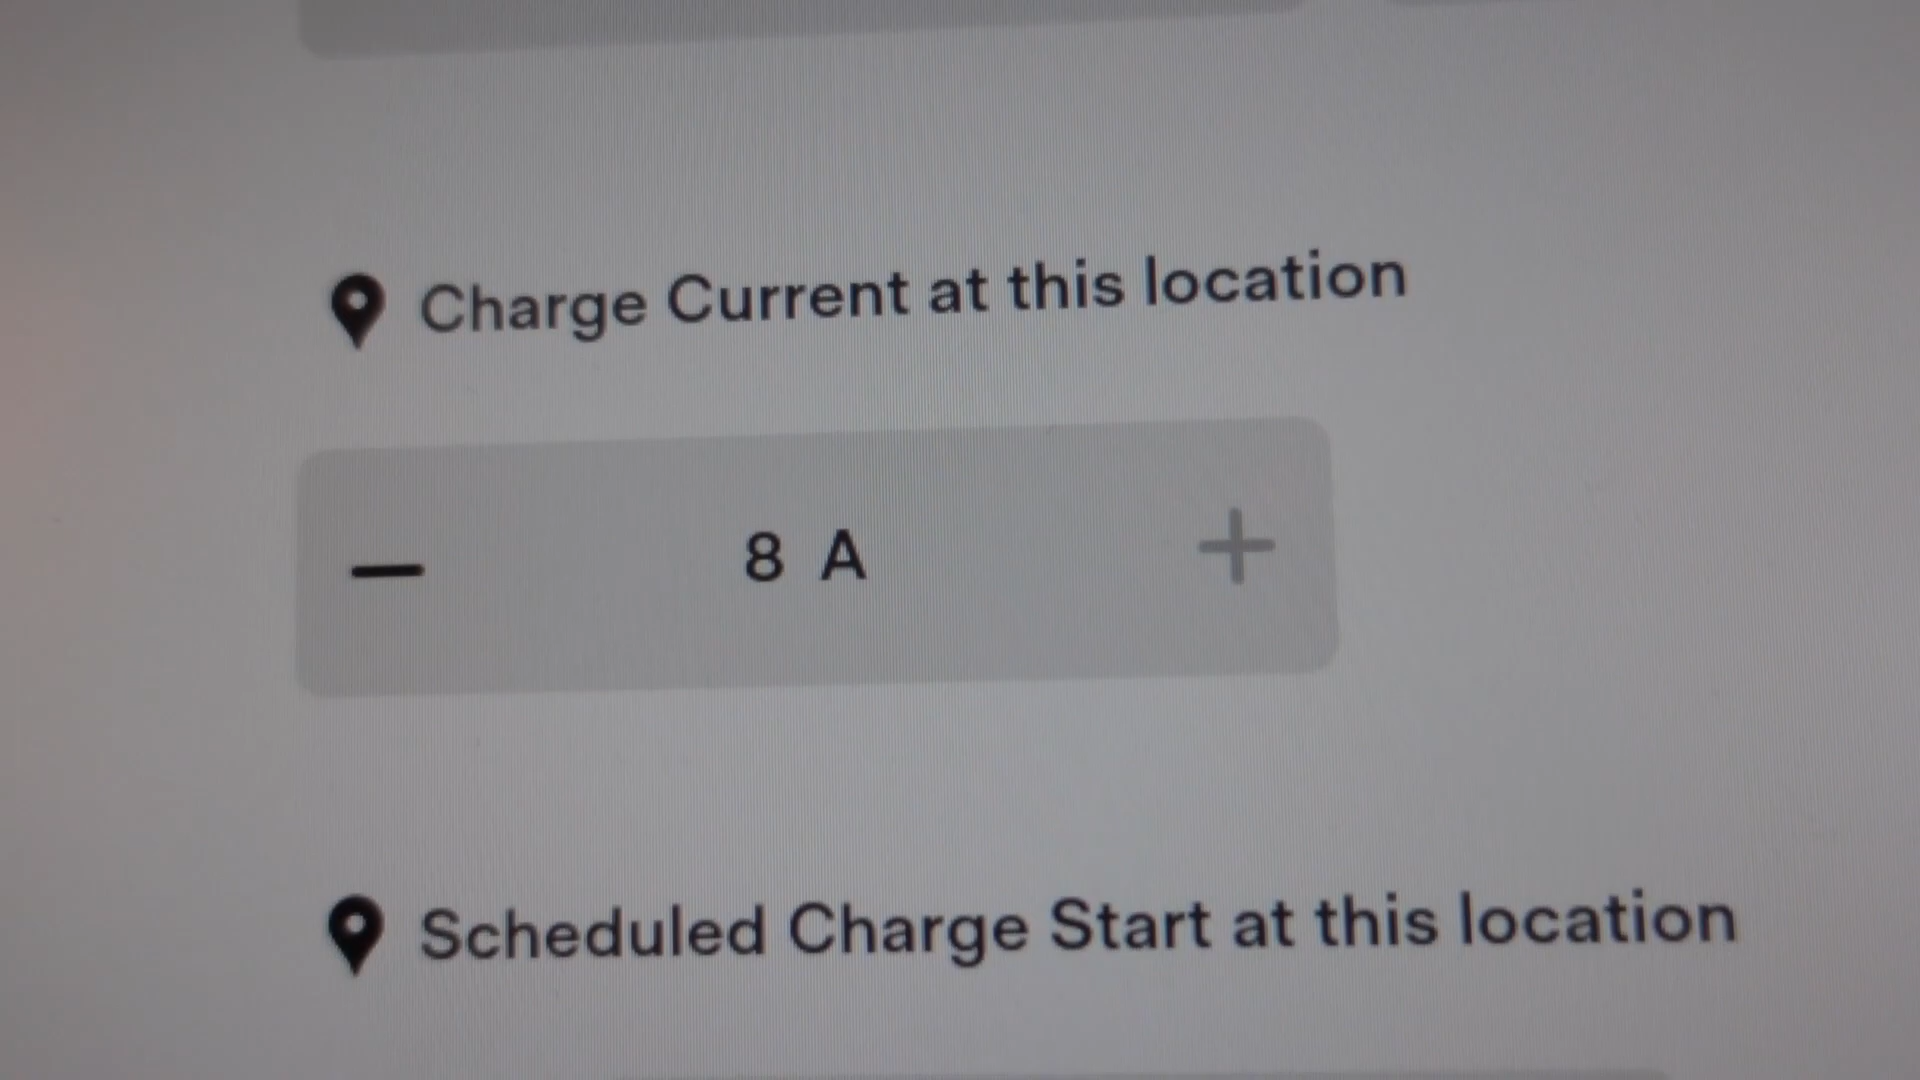 Charge Current at this location
8 A
Scheduled Charge Start at this location